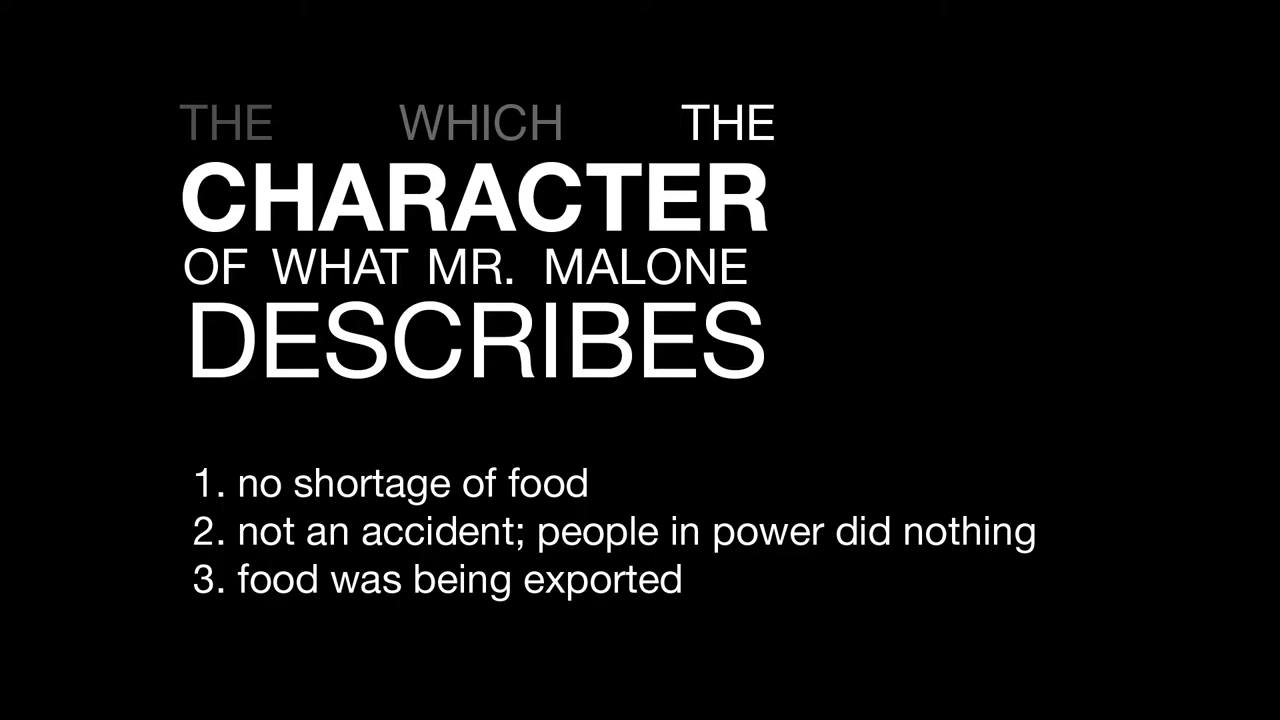 THE WHICH THE
CHARACTER
OF WHAT MR. MALONE
DESCRIBES
1. no shortage of food
2. not an accident; people in power did nothing
3. food was being exported